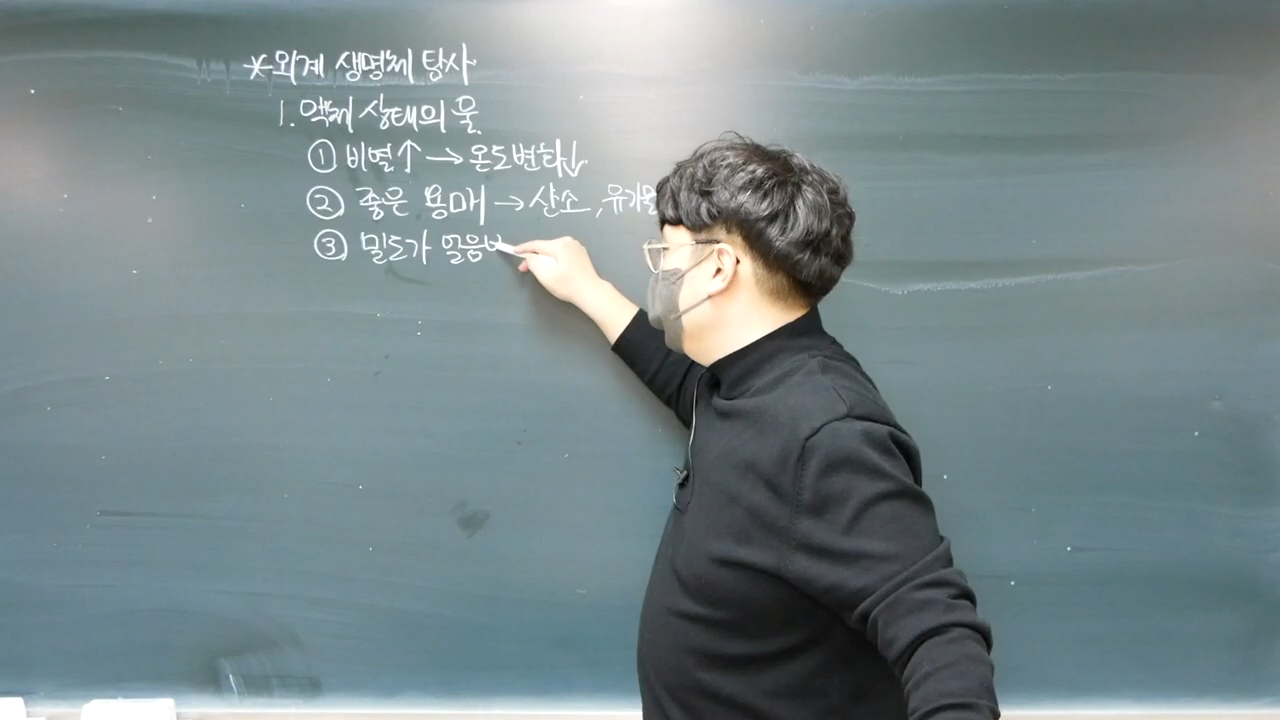 *외계 생명체 탐사
1. 액체 상태의 물
① 비열↑ → 온도변화↓
② 좋은 용매 → 산소, 유기물
③ 밀도가 얼음